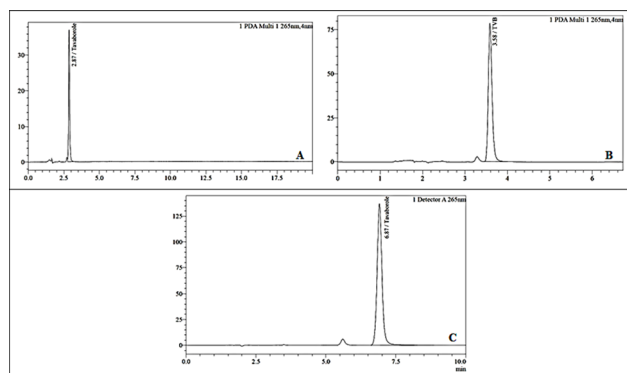 1 PDA Multi 1 265nm,4nm
2.87 / Tavaborole
30
20
10
0
0.0 2.5 5.0 7.5 10.0 12.5 15.0 17.5
A
1 PDA Multi 1 265nm,4nm
3.58 / TVB
75
50
25
0
0 1 2 3 4 5 6
B
1 Detector A 265nm
6.87 / Tavaborole
125
100
75
50
25
0
0.0 2.5 5.0 7.5 10.0
min
C